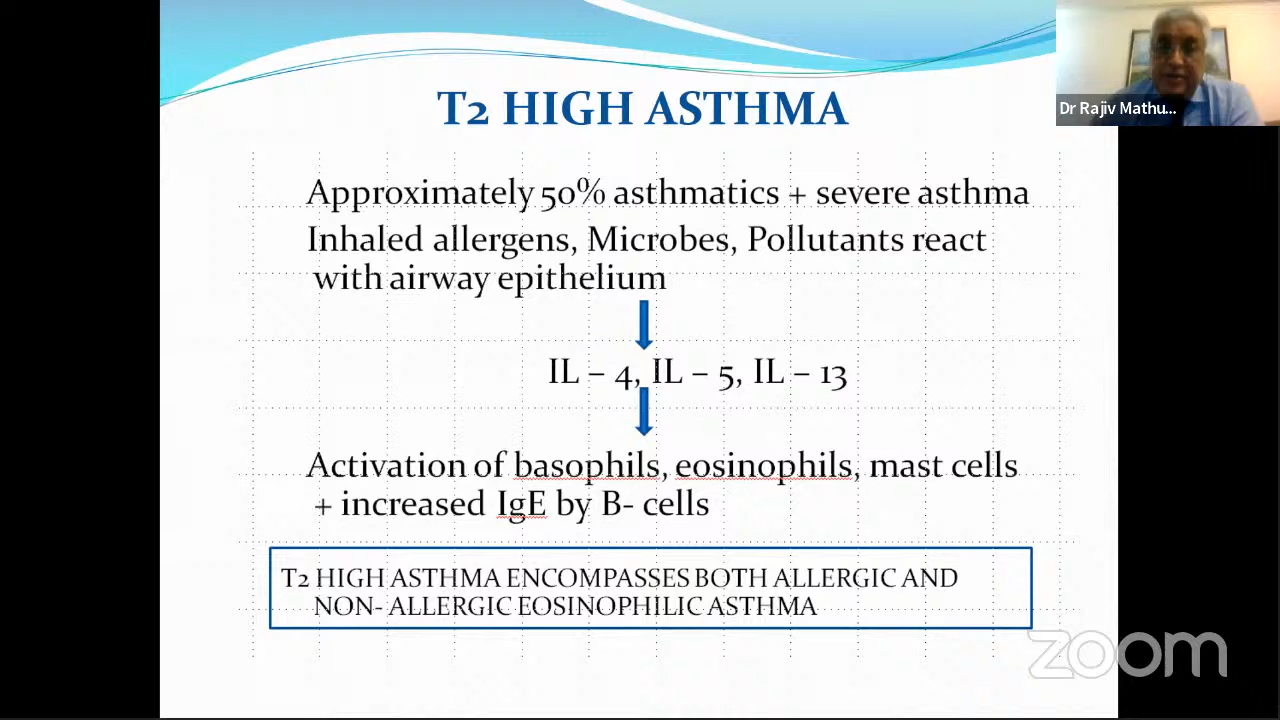 T2 HIGH ASTHMA
Dr Rajiv Mathu...
Approximately 50% asthmatics + severe asthma
Inhaled allergens, Microbes, Pollutants react
with airway epithelium
IL – 4, IL – 5, IL – 13
Activation of basophils, eosinophils, mast cells
+ increased IgE by B- cells
T2 HIGH ASTHMA ENCOMPASSES BOTH ALLERGIC AND
NON- ALLERGIC EOSINOPHILIC ASTHMA
zoom